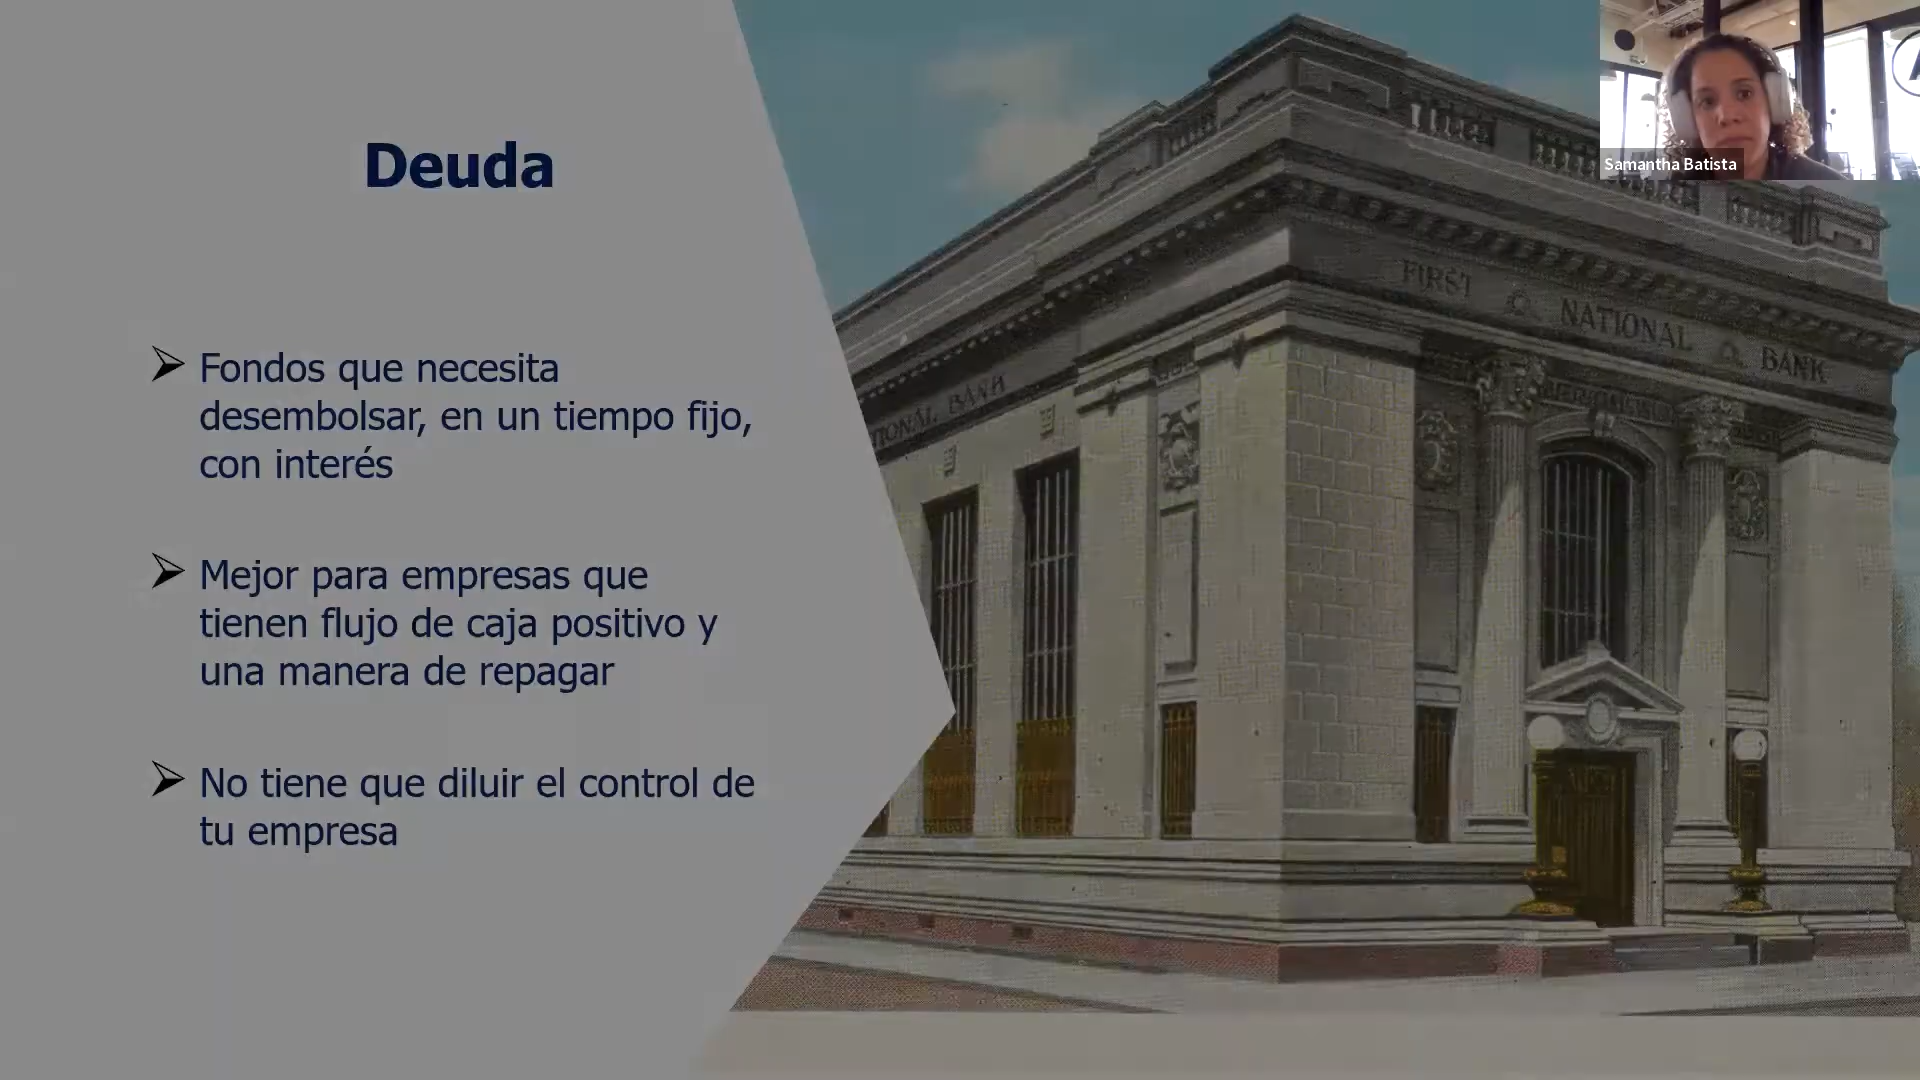 Deuda
Fondos que necesita
desembolsar, en un tiempo fijo,
con interés
Mejor para empresas que
tienen flujo de caja positivo y
una manera de repagar
No tiene que diluir el control de
tu empresa
FIRST NATIONAL BANK
TIONAL BANK
Samantha Batista